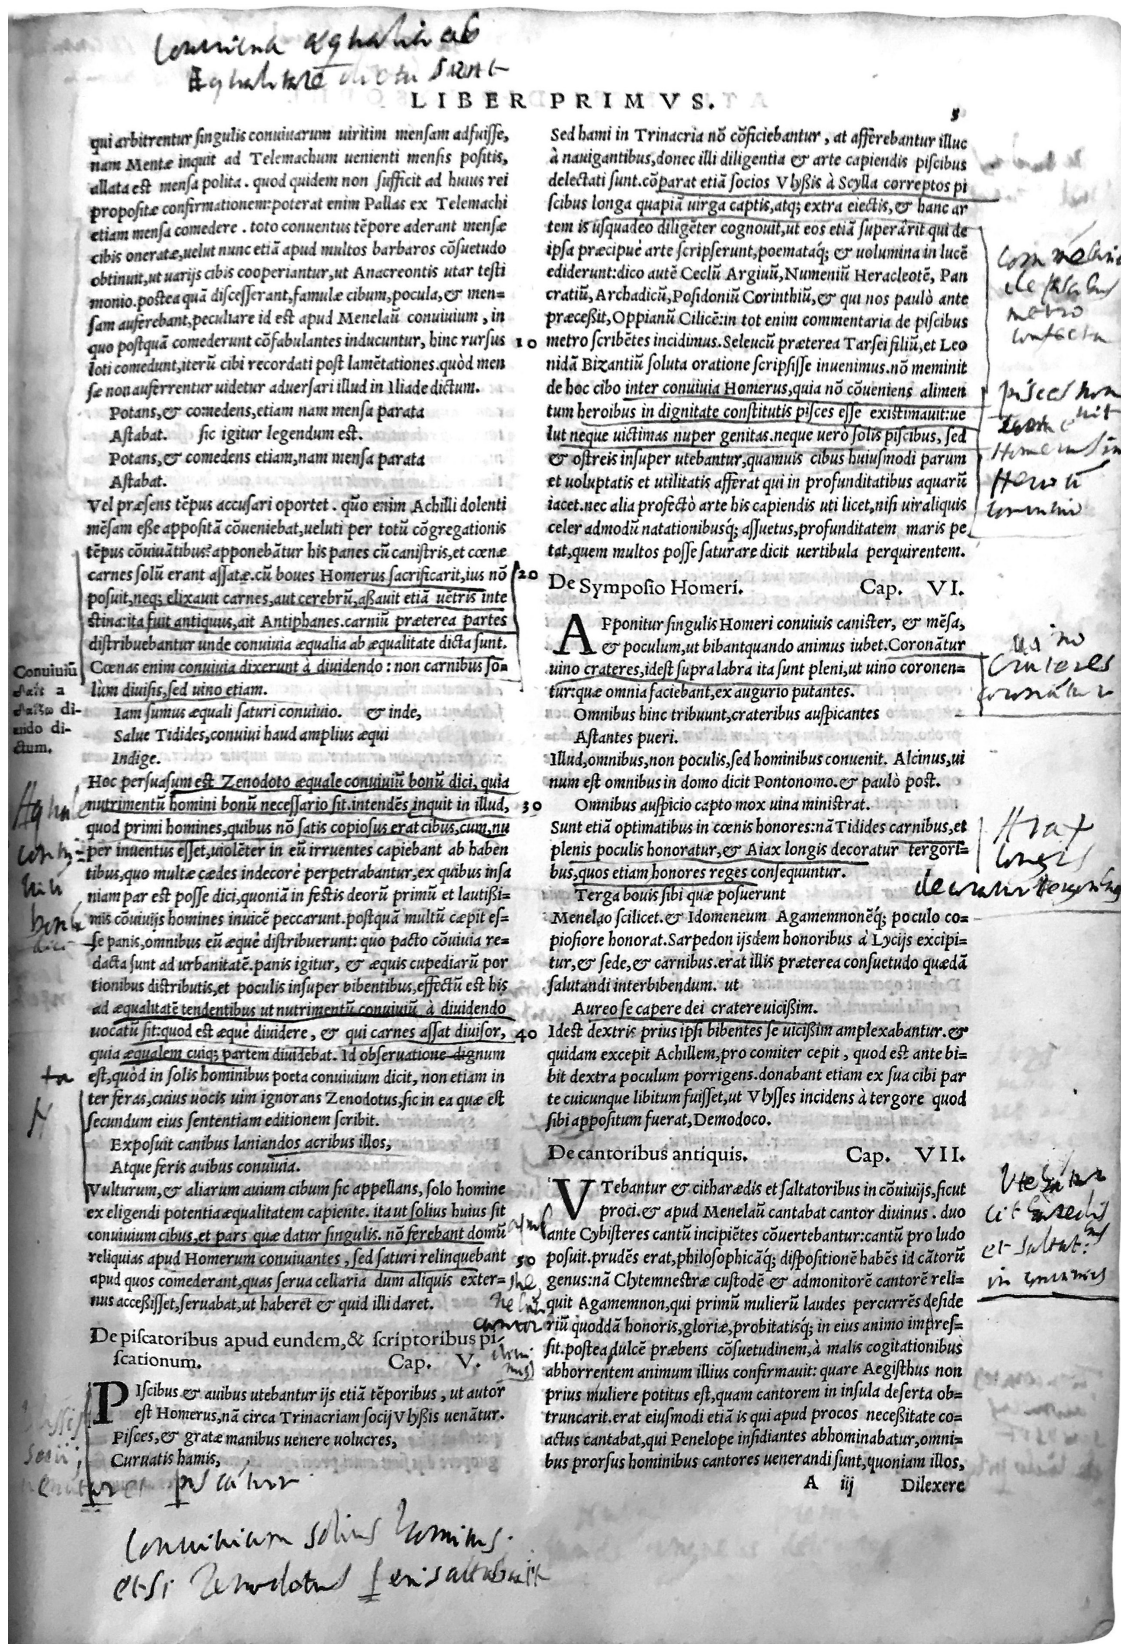 Conuiuia æqualia ab
Equalitate dicta sunt
LIBER PRIMVS.
5
qui arbitrentur singulis conuiuarum uiritim mensam adfuisse,
nam Mentæ inquit ad Telemachum uenienti mensis positis,
allata est mensa polita. quod quidem non sufficit ad huius rei
propositæ confirmationem: poterat enim Pallas ex Telemachi
etiam mensa comedere. toto conuentus tẽpore aderant mensæ
cibis oneratæ, uelut nunc etiã apud multos barbaros cõsuetudo
obtinuit, ut uarijs cibis cooperiantur, ut Anacreontis utar testi
monio. postea quã discesserant, famulæ cibum, pocula, & men=
sam auferebant, peculiare id est apud Menelaũ conuiuium, in
quo postquã comederunt cõfabulantes inducuntur, hinc rursus
10
loti comedunt, iterũ cibi recordati post lamẽtationes. quòd men
sæ non auferrentur uidetur aduersari illud in Iliade dictum.
Potans, & comedens, etiam nam mensa parata
Astabat. sic igitur legendum est.
Potans, & comedens etiam, nam mensa parata
Astabat.
Vel præsens tẽpus accusari oportet. quo enim Achilli dolenti
mẽsam eße appositã cõueniebat, ueluti per totũ cõgregationis
tẽpus cõuiuãtibus? apponebãtur his panes cũ canistris, et cœnæ
carnes solũ erant assatæ. cũ boues Homerus sacrificarit, ius nõ
20
posuit, neq; elixauit carnes, aut cerebrũ, aßauit etiã uẽtris inte
stina: ita fuit antiquius, ait Antiphanes. carniũ præterea partes
distribuebantur unde conuiuia æqualia ab æqualitate dicta sunt.
Cœnas enim conuiuia dixerunt à diuidendo: non carnibus so=
lùm diuisis, sed uino etiam.
Conuiuiũ
δαὶς a
δαίω di-
uido di-
ctum.
Iam sumus æquali saturi conuiuio. & inde,
Salue Tidides, conuiui haud amplius æqui
Indige.
Hoc persuasum est Zenodoto æquale conuiuiũ bonũ dici, quia
nutrimentũ homini bonũ necessario sit. intendẽs inquit in illud,
30
quod primi homines, quibus nõ satis copiosus erat cibus, cum nu
per inuentus esset, uiolẽter in eũ irruentes capiebant ab haben
tibus, quo multæ cædes indecorè perpetrabantur, ex quibus insa
niam par est posse dici, quoniã in festis deorũ primũ et lautißi=
mis cõuiuijs homines inuicẽ peccarunt. postquã multũ cæpit es=
se panis, omnibus eũ æquè distribuerunt: quo pacto cõuiuia re=
dacta sunt ad urbanitatẽ. panis igitur, & æquis cupediarũ por
tionibus distributis, et poculis insuper bibentibus, effectũ est his
ad æqualitatẽ tendentibus ut nutrimentũ conuiuiũ à diuidendo
uocatũ sit: quod est æquè diuidere, & qui carnes assat diuisor,
40
quia æqualem cuiq; partem diuidebat. Id obseruatione dignum
est, quòd in solis hominibus poeta conuiuium dicit, non etiam in
ter feras, cuius uocis uim ignorans Zenodotus, sic in ea quæ est
secundum eius sententiam editionem scribit.
Exposuit canibus laniandos acribus illos,
Atque feris auibus conuiuia.
Vulturum, & aliarum auium cibum sic appellans, solo homine
ex eligendi potentia æqualitatem capiente. ita ut solius huius sit
conuiuium cibus, et pars quæ datur singulis. nõ ferebant domũ
reliquias apud Homerum conuiuantes, sed saturi relinquebant
50
apud quos comederant, quas serua cellaria dum aliquis exter=
nus accessisset, seruabat, ut haberet & quid illi daret.
De piscatoribus apud eundem, & scriptoribus pi
scationum. Cap. V.
PIscibus & auibus utebantur ijs etiã tẽporibus, ut autor
est Homerus, nã circa Trinacriam socij Vlyßis uenãtur.
Pisces, & gratæ manibus uenere uolucres,
Curuatis hamis,
Conuiuium solius hominis
etsi Zenodotus
Sed hami in Trinacria nõ cõficiebantur, at afferebantur illuc
à nauigantibus, donec illi diligentia & arte capiendis piscibus
delectati sunt. cõparat etiã socios Vlyßis à Scylla correptos pi
scibus longa quapiã uirga captis, atq; extra eiectis, & hanc ar
tem is usquadeo diligẽter cognouit, ut eos etiã superârit qui de
ipsa præcipuè arte scripserunt, poemataq; & uolumina in lucẽ
ediderunt: dico autẽ Ceclũ Argiuũ, Numeniũ Heracleotẽ, Pan
cratiũ, Archadicũ, Posidoniũ Corinthiũ, & qui nos paulò ante
præceßit, Oppianũ Cilicẽ: in tot enim commentaria de piscibus
metro scribẽtes incidimus. Seleucũ præterea Tarsei filiũ, et Leo
nidã Bizantiũ soluta oratione scripsisse inuenimus. nõ meminit
de hoc cibo inter conuiuia Homerus, quia nõ cõueniens alimen
tum heroibus in dignitate constitutis pisces esse existimauit: ue
lut neque uictimas nuper genitas. neque uerò solis piscibus, sed
& ostreis insuper utebantur, quamuis cibus huiusmodi parum
et uoluptatis et utilitatis afferat qui in profunditatibus aquarũ
iacet. nec alia profectò arte his capiendis uti licet, nisi uir aliquis
celer admodũ natationibusq; assuetus, profunditatem maris pe
tat, quem multos posse saturare dicit uertibula perquirentem.
pisces non
Homerus in
Heroũ
conuiuio
De Symposio Homeri. Cap. VI.
APponitur singulis Homeri conuiuis canister, & mẽsa,
& poculum, ut bibant quando animus iubet. Coronãtur
uino crateres, idest supra labra ita sunt pleni, ut uino coronen=
tur: quæ omnia faciebant, ex augurio putantes.
uino
Crateres
coronãtur
Omnibus hinc tribuunt, crateribus auspicantes
Astantes pueri.
Illud, omnibus, non poculis, sed hominibus conuenit. Alcinus, ui
num est omnibus in domo dicit Pontonomo. & paulò post.
Omnibus auspicio capto mox uina ministrat.
Sunt etiã optimatibus in cœnis honores: nã Tidides carnibus, et
plenis poculis honoratur, & Aiax longis decoratur tergori=
bus, quos etiam honores reges consequuntur.
Terga bouis sibi quæ posuerunt
Menelao scilicet. & Idomeneum Agamemnonẽq; poculo co=
piosiore honorat. Sarpedon ijsdem honoribus à Lycijs excipi=
tur, & sede, & carnibus. erat illis præterea consuetudo quædã
salutandi inter bibendum. ut
Aureo se capere dei cratere uicißim.
Idest dextris prius ipsi bibentes se uicißim amplexabantur. &
quidam excepit Achillem, pro comiter cepit, quod est ante bi=
bit dextra poculum porrigens. donabant etiam ex sua cibi par
te cuicunque libitum fuisset, ut Vlysses incidens à tergore quod
sibi appositum fuerat, Demodoco.
De cantoribus antiquis. Cap. VII.
VTebantur & citharœdis et saltatoribus in cõuiuijs, sicut
proci. & apud Menelaũ cantabat cantor diuinus. duo
ante Cybisteres cantũ incipiẽtes cõuertebantur: cantũ pro ludo
posuit. prudẽs erat, philosophicãq; dispositionẽ habẽs id cãtorũ
genus: nã Clytemnestræ custodẽ & admonitorẽ cantorẽ reli=
quit Agamemnon, qui primũ mulierũ laudes percurrẽs deside
riũ quoddã honoris, gloriæ, probitatisq; in eius animo impres=
sit. postea dulcẽ præbens cõsuetudinem, à malis cogitationibus
abhorrentem animum illius confirmauit: quare Aegisthus non
prius muliere potitus est, quam cantorem in insula deserta ob=
truncarit. erat eiusmodi etiã is qui apud procos neceßitate co=
actus cantabat, qui Penelope insidiantes abhominabatur, omni=
bus prorsus hominibus cantores uenerandi sunt, quoniam illos,
A iij Dilexere